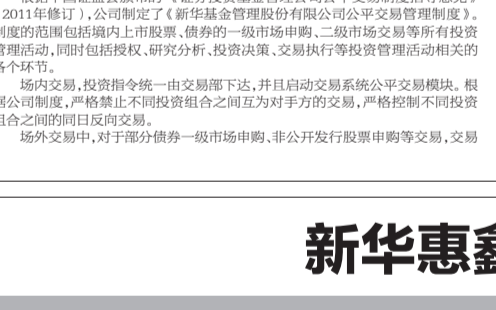 2011年修订),公司制定了《新华基金管理股份有限公司公平交易管理制度》。
制度的范围包括境内上市股票、债券的一级市场申购、二级市场交易等所有投资
管理活动,同时包括授权、研究分析、投资决策、交易执行等投资管理活动相关的
各个环节。
场内交易,投资指令统一由交易部下达,并且启动交易系统公平交易模块。根
据公司制度,严格禁止不同投资组合之间互为对手方的交易,严格控制不同投资
组合之间的同日反向交易。
场外交易中,对于部分债券一级市场申购、非公开发行股票申购等交易,交易
新华惠鑫